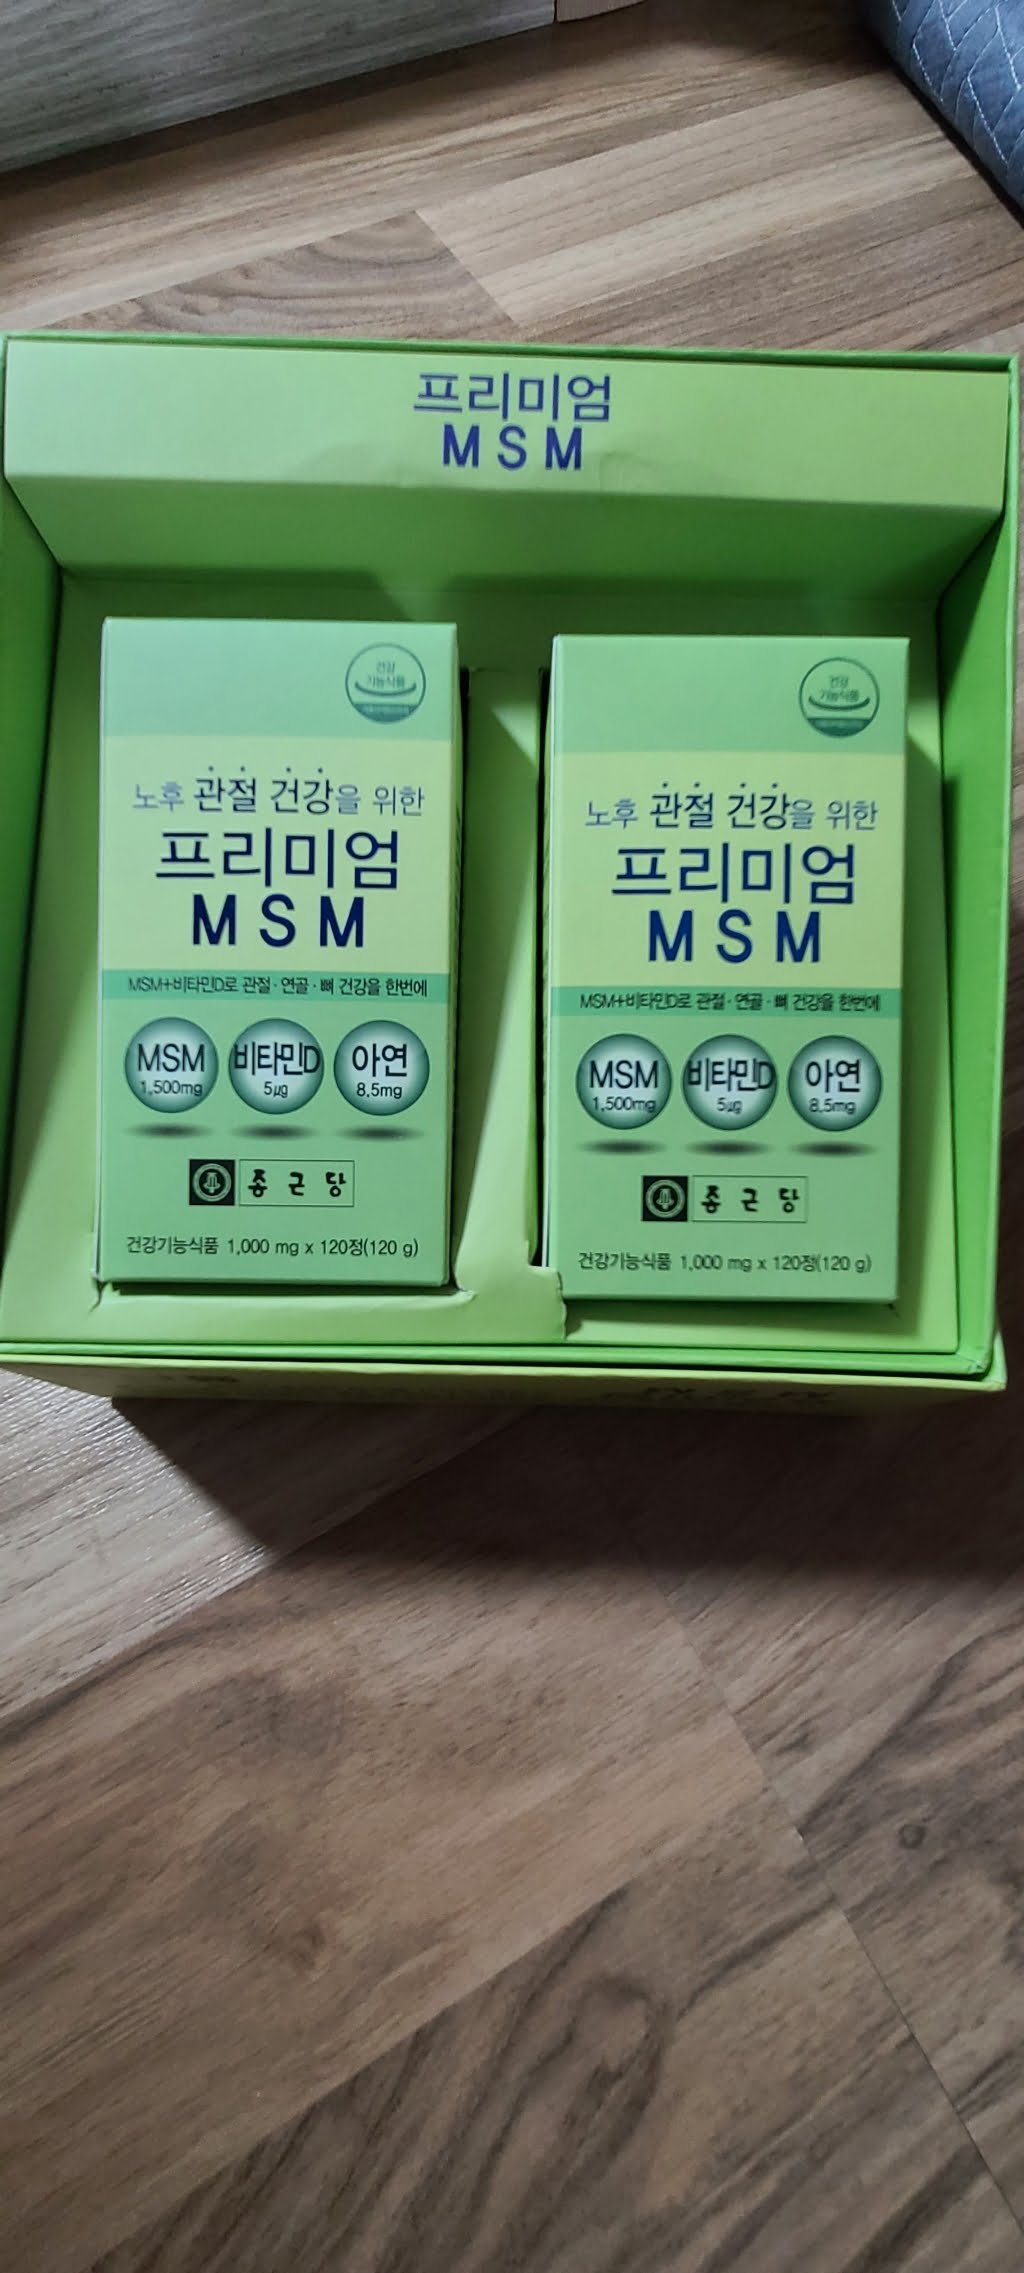 프리미엄
MSM
건강
기능식품
노후 관절 건강을 위한
프리미엄
MSM
MSM+비타민D로 관절·연골·뼈 건강을 한번에
MSM
1,500mg
비타민D
5㎍
아연
8.5mg
종근당
건강기능식품 1,000 mg x 120정(120 g)
건강
기능식품
노후 관절 건강을 위한
프리미엄
MSM
MSM+비타민D로 관절·연골·뼈 건강을 한번에
MSM
1,500mg
비타민D
5㎍
아연
8.5mg
종근당
건강기능식품 1,000 mg x 120정(120 g)